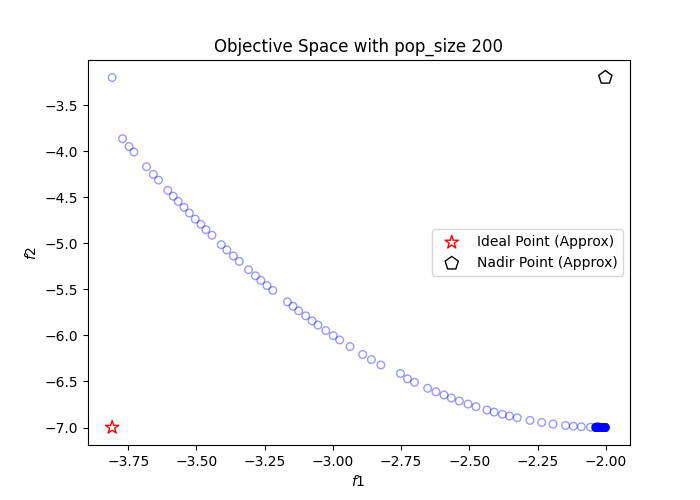 Objective Space with pop_size 200
f2
−3.5
−4.0
−4.5
−5.0
−5.5
−6.0
−6.5
−7.0
Ideal Point (Approx)
Nadir Point (Approx)
−3.75 −3.50 −3.25 −3.00 −2.75 −2.50 −2.25 −2.00
f1